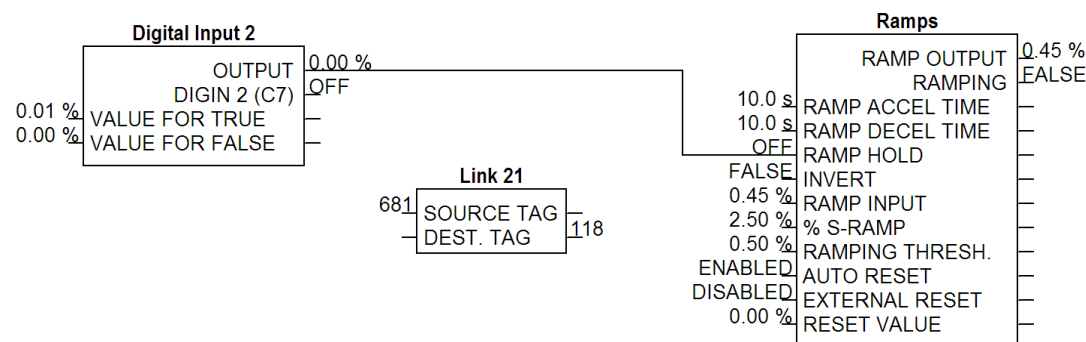 Digital Input 2
OUTPUT 0.00 %
DIGIN 2 (C7) OFF
0.01 % VALUE FOR TRUE
0.00 % VALUE FOR FALSE
Link 21
681 SOURCE TAG
DEST. TAG 118
Ramps
RAMP OUTPUT 0.45 %
RAMPING FALSE
10.0 s RAMP ACCEL TIME
10.0 s RAMP DECEL TIME
OFF RAMP HOLD
FALSE INVERT
0.45 % RAMP INPUT
2.50 % % S-RAMP
0.50 % RAMPING THRESH.
ENABLED AUTO RESET
DISABLED EXTERNAL RESET
0.00 % RESET VALUE